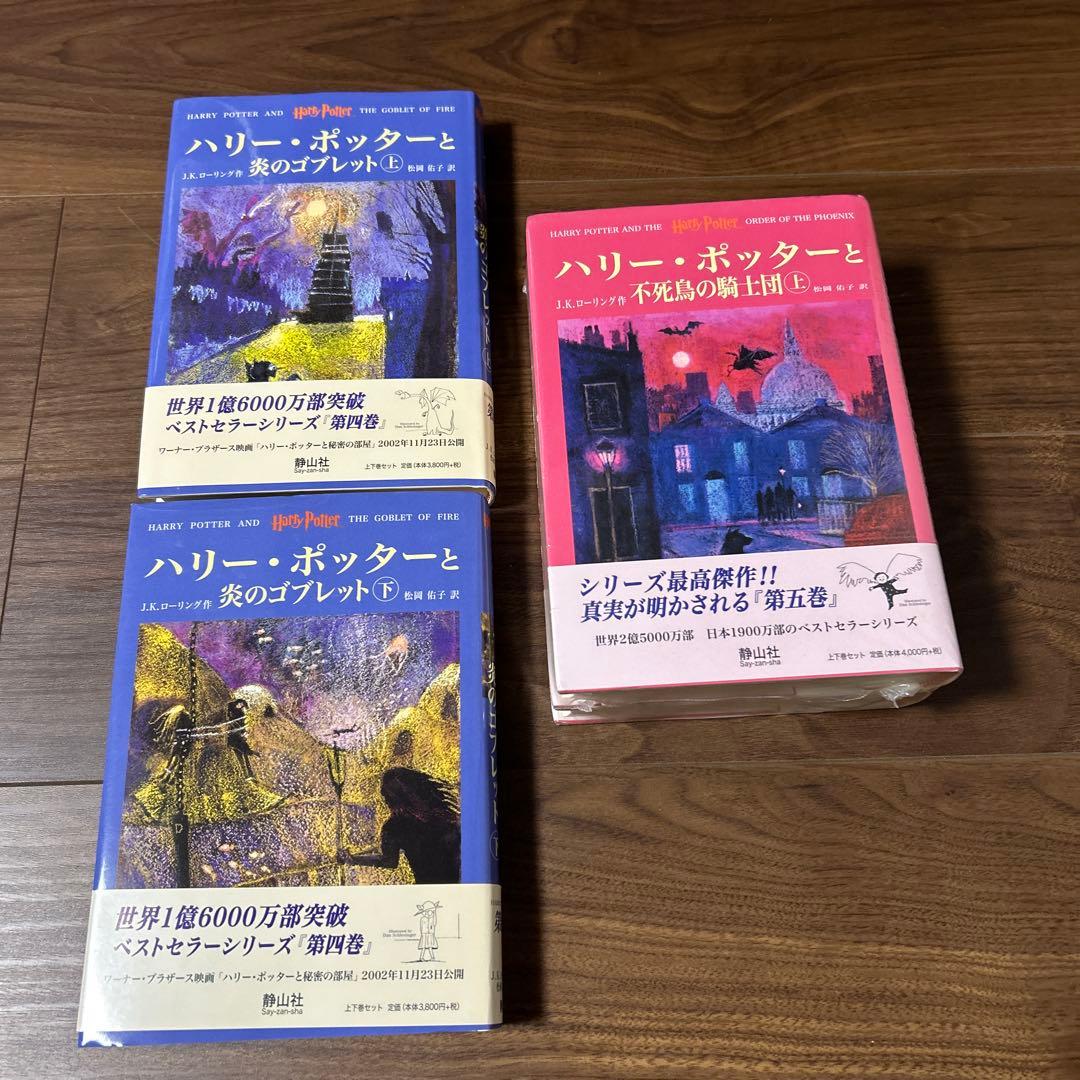 HARRY POTTER AND Harry Potter THE GOBLET OF FIRE
ハリー・ポッターと
炎のゴブレット上
J.K.ローリング作 松岡 佑子 訳
世界1億6000万部突破
ベストセラーシリーズ『第四巻』
ワーナー・ブラザース映画「ハリー・ポッターと秘密の部屋」2002年11月23日公開
静山社
Say-zan-sha
上下巻セット 定価(本体3,800円+税)
HARRY POTTER AND Harry Potter THE GOBLET OF FIRE
ハリー・ポッターと
炎のゴブレット下
J.K.ローリング作 松岡 佑子 訳
炎のゴブレット 下
世界1億6000万部突破
ベストセラーシリーズ『第四巻』
Illustrated by
Dan Schlesinger
ワーナー・ブラザース映画「ハリー・ポッターと秘密の部屋」2002年11月23日公開
静山社
Say-zan-sha
上下巻セット 定価(本体3,800円+税)
HARRY POTTER AND THE Harry Potter ORDER OF THE PHOENIX
ハリー・ポッターと
不死鳥の騎士団上
J.K.ローリング作 松岡 佑子 訳
シリーズ最高傑作!!
真実が明かされる『第五巻』
Illustrated by
Dan Schlesinger
世界2億5000万部 日本1900万部のベストセラーシリーズ
静山社
Say-zan-sha
上下巻セット 定価(本体4,000円+税)